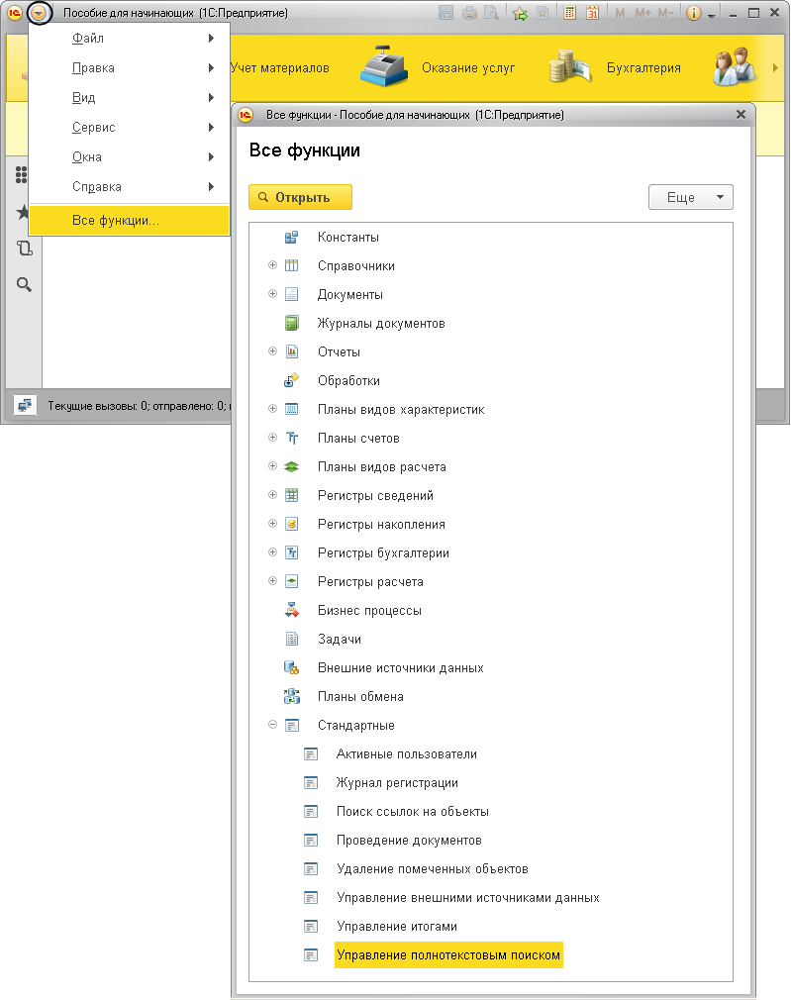 Пособие для начинающих (1С:Предприятие)
M M+ M-
Файл
Правка
Вид
Сервис
Окна
Справка
Все функции...
Учет материалов
Оказание услуг
Бухгалтерия
Текущие вызовы: 0; отправлено: 0;
Все функции - Пособие для начинающих (1С:Предприятие)
Все функции
Открыть
Еще
Константы
Справочники
Документы
Журналы документов
Отчеты
Обработки
Планы видов характеристик
Планы счетов
Планы видов расчета
Регистры сведений
Регистры накопления
Регистры бухгалтерии
Регистры расчета
Бизнес процессы
Задачи
Внешние источники данных
Планы обмена
Стандартные
Активные пользователи
Журнал регистрации
Поиск ссылок на объекты
Проведение документов
Удаление помеченных объектов
Управление внешними источниками данных
Управление итогами
Управление полнотекстовым поиском